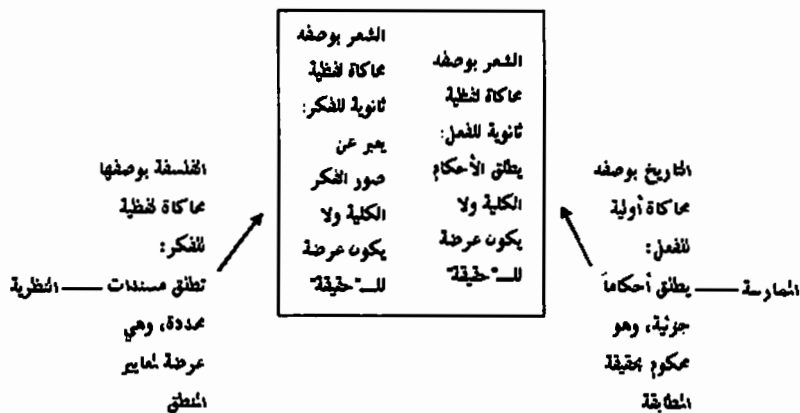 الشعر بوصفه
محاكاة لفظية
ثانوية للفعل:
يطلق الأحكام
الكلية ولا
يكون عرضة
للــ"حقيقة"
الشعر بوصفه
محاكاة لفظية
ثانوية للفكر:
يعبر عن
صور الفكر
الكلية ولا
يكون عرضة
للــ"حقيقة"
التاريخ بوصفه
محاكاة أولية
للفعل:
الممارسة — يطلق أحكاماً
جزئية، وهو
محكوم بحقيقة
المطابقة
الفلسفة بوصفها
محاكاة لفظية
للفكر:
تطلق مسندات — النظرية
محددة، وهي
عرضة لمعايير
المنطق